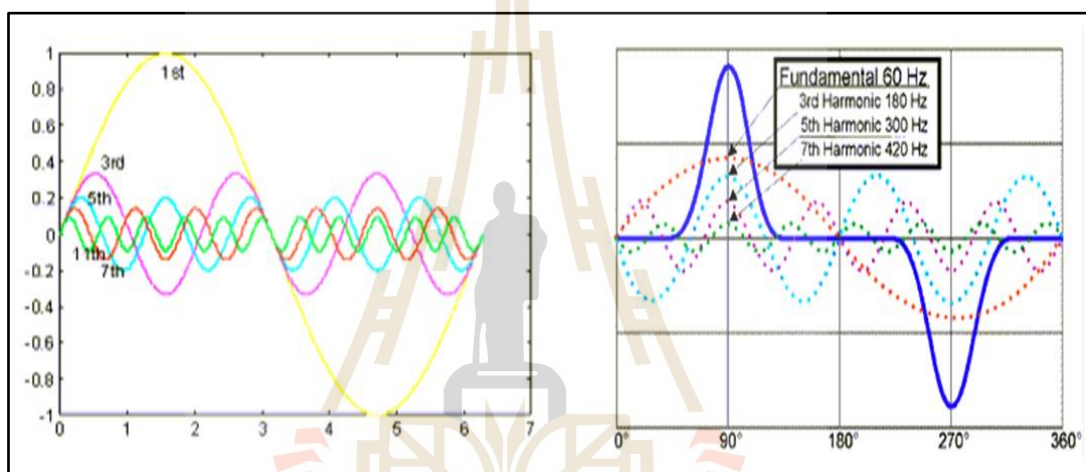 1
0.8
0.6
0.4
0.2
0
-0.2
-0.4
-0.6
-0.8
-1
0 1 2 3 4 5 6 7
1st
3rd
5th
11th
7th
Fundamental 60 Hz
3rd Harmonic 180 Hz
5th Harmonic 300 Hz
7th Harmonic 420 Hz
0° 90° 180° 270° 360°